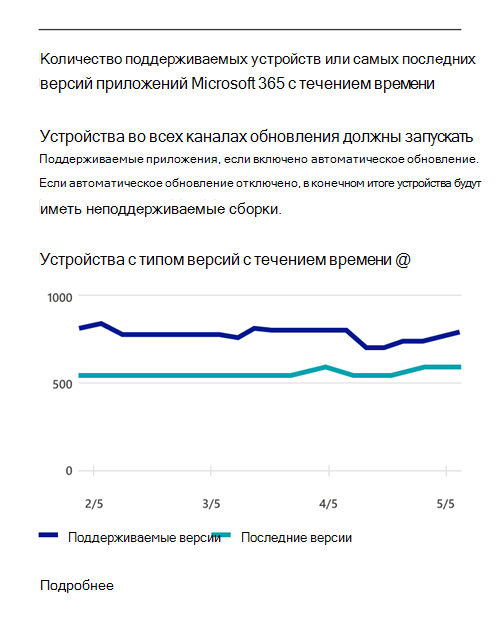 Количество поддерживаемых устройств или самых последних
версий приложений Microsoft 365 с течением времени
Устройства во всех каналах обновления должны запускать
Поддерживаемые приложения, если включено автоматическое обновление.
Если автоматическое обновление отключено, в конечном итоге устройства будут
иметь неподдерживаемые сборки.
Устройства с типом версий с течением времени @
1000
500
0
2/5 3/5 4/5 5/5
Поддерживаемые версии Последние версии
Подробнее